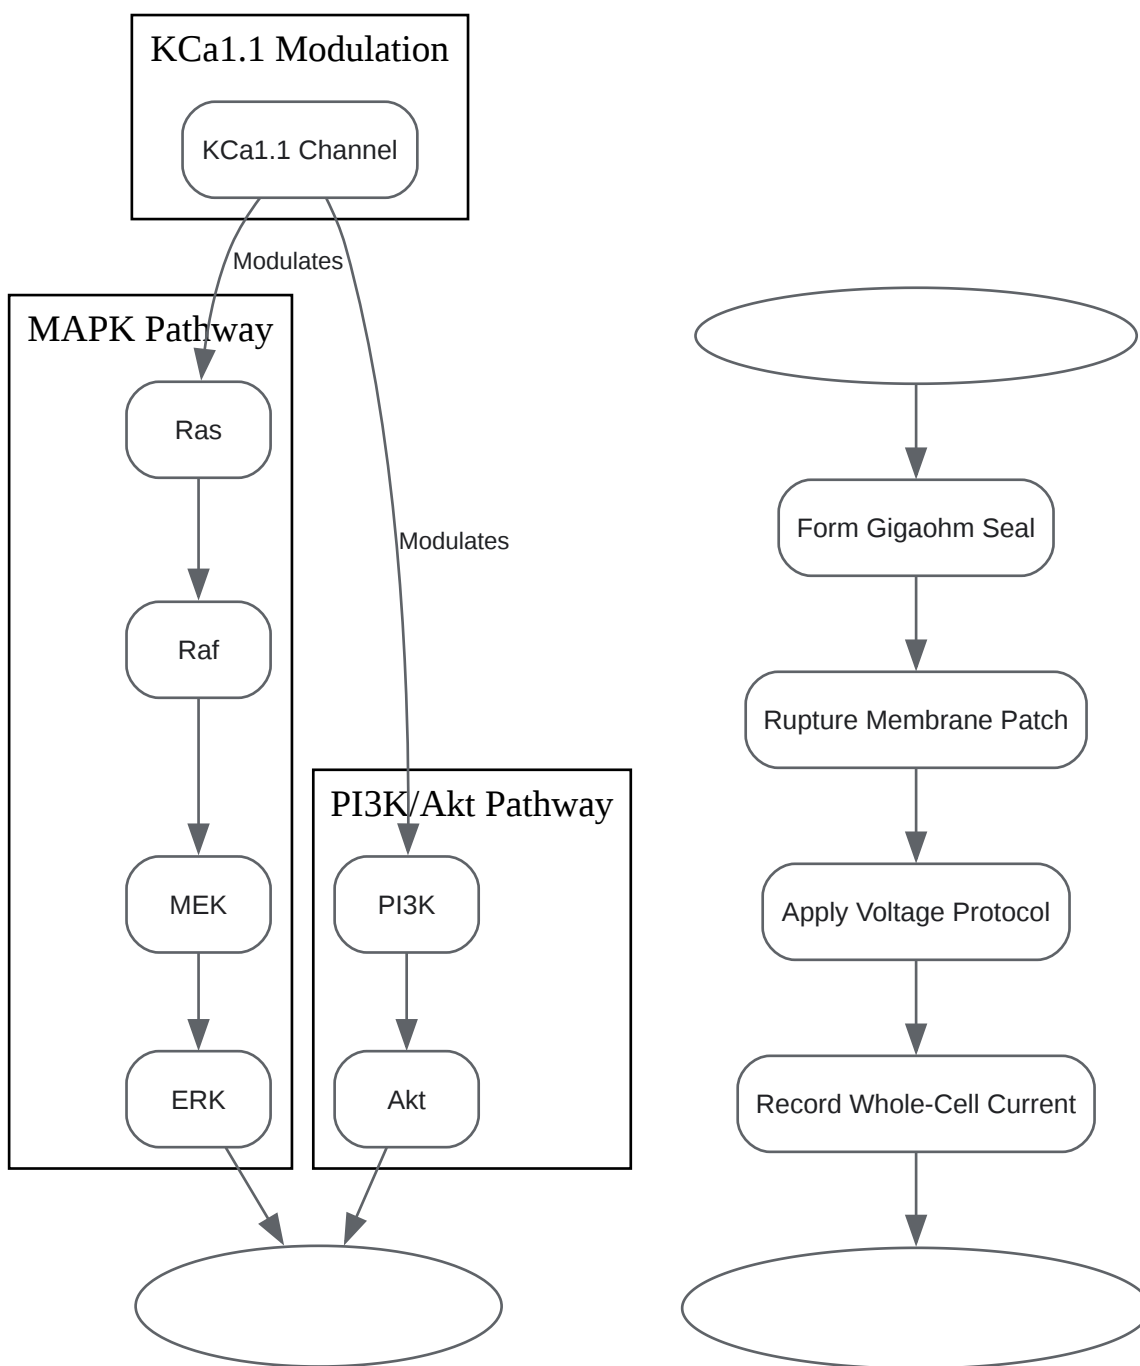 KCa1.1 Modulation
KCa1.1 Channel
Modulates
MAPK Pathway
Ras
Raf
MEK
ERK
Modulates
PI3K/Akt Pathway
PI3K
Akt
Form Gigaohm Seal
Rupture Membrane Patch
Apply Voltage Protocol
Record Whole-Cell Current